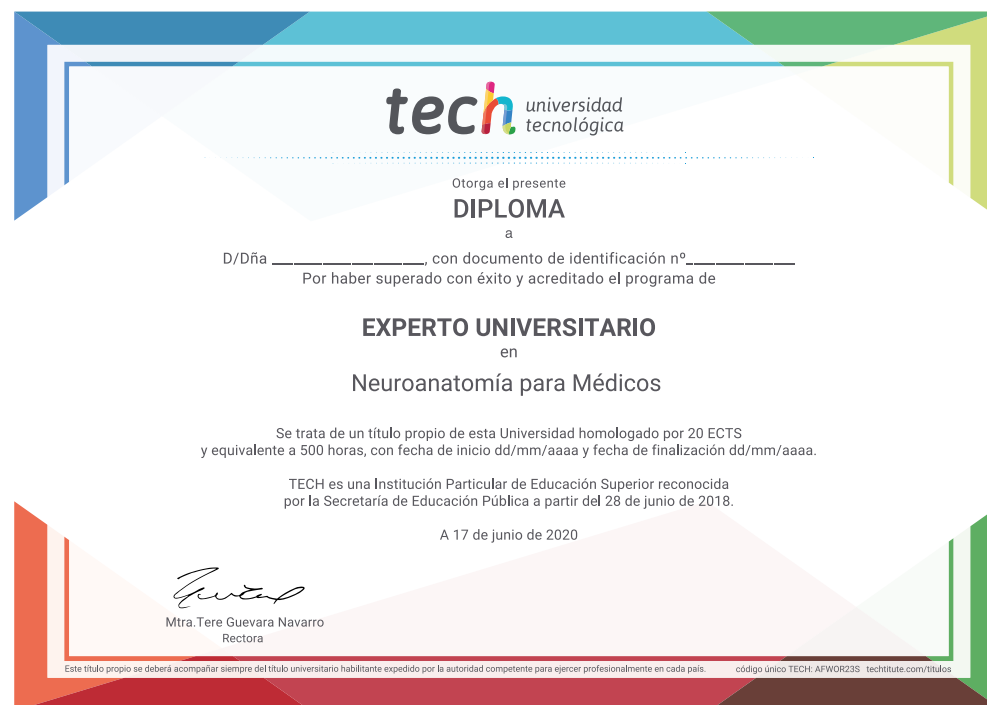 tech universidad
tecnológica
Otorga el presente
DIPLOMA
a
D/Dña ___________________, con documento de identificación nº_____________
Por haber superado con éxito y acreditado el programa de
EXPERTO UNIVERSITARIO
en
Neuroanatomía para Médicos
Se trata de un título propio de esta Universidad homologado por 20 ECTS
y equivalente a 500 horas, con fecha de inicio dd/mm/aaaa y fecha de finalización dd/mm/aaaa.
TECH es una Institución Particular de Educación Superior reconocida
por la Secretaría de Educación Pública a partir del 28 de junio de 2018.
A 17 de junio de 2020
Mtra.Tere Guevara Navarro
Rectora
Este título propio se deberá acompañar siempre del título universitario habilitante expedido por la autoridad competente para ejercer profesionalmente en cada país. código único TECH: AFWOR23S techtitute.com/titulos